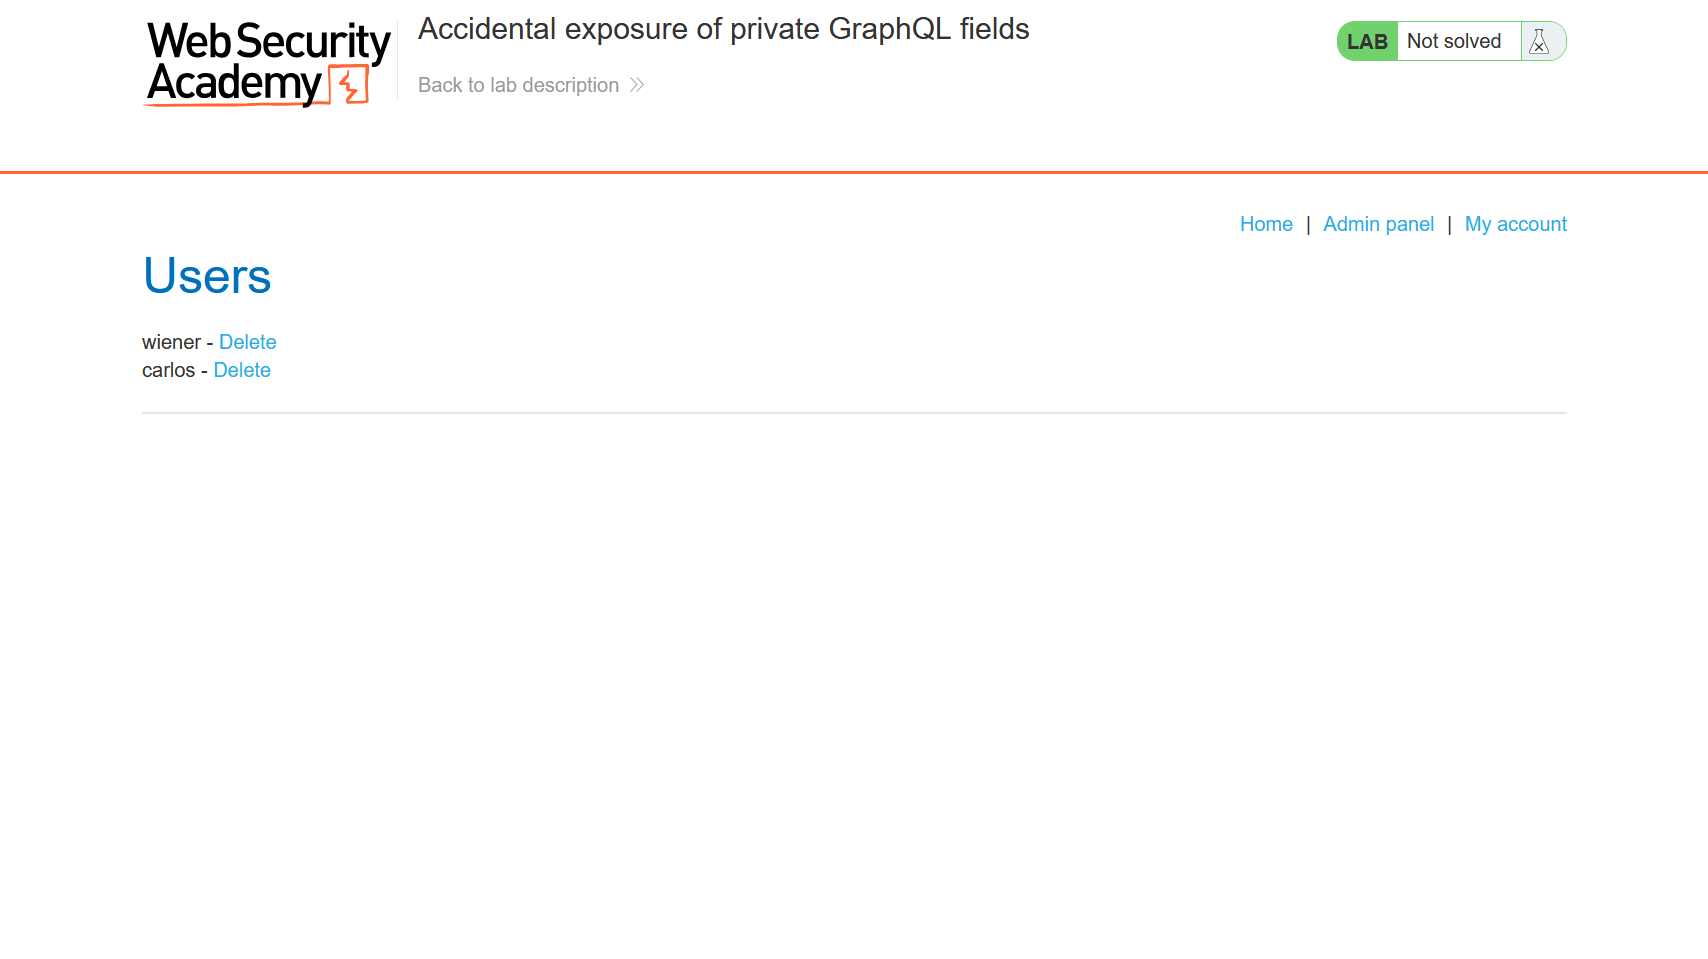 Web Security
Academy
Accidental exposure of private GraphQL fields
Back to lab description
LAB Not solved
Home | Admin panel | My account
Users
wiener - Delete
carlos - Delete